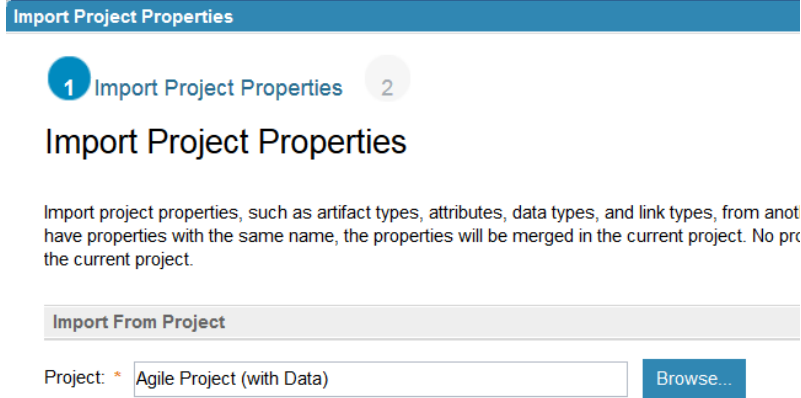 Import Project Properties
1 Import Project Properties 2
Import Project Properties
Import project properties, such as artifact types, attributes, data types, and link types, from
have properties with the same name, the properties will be merged in the current project. No
the current project.
Import From Project
Project: * Agile Project (with Data) Browse...